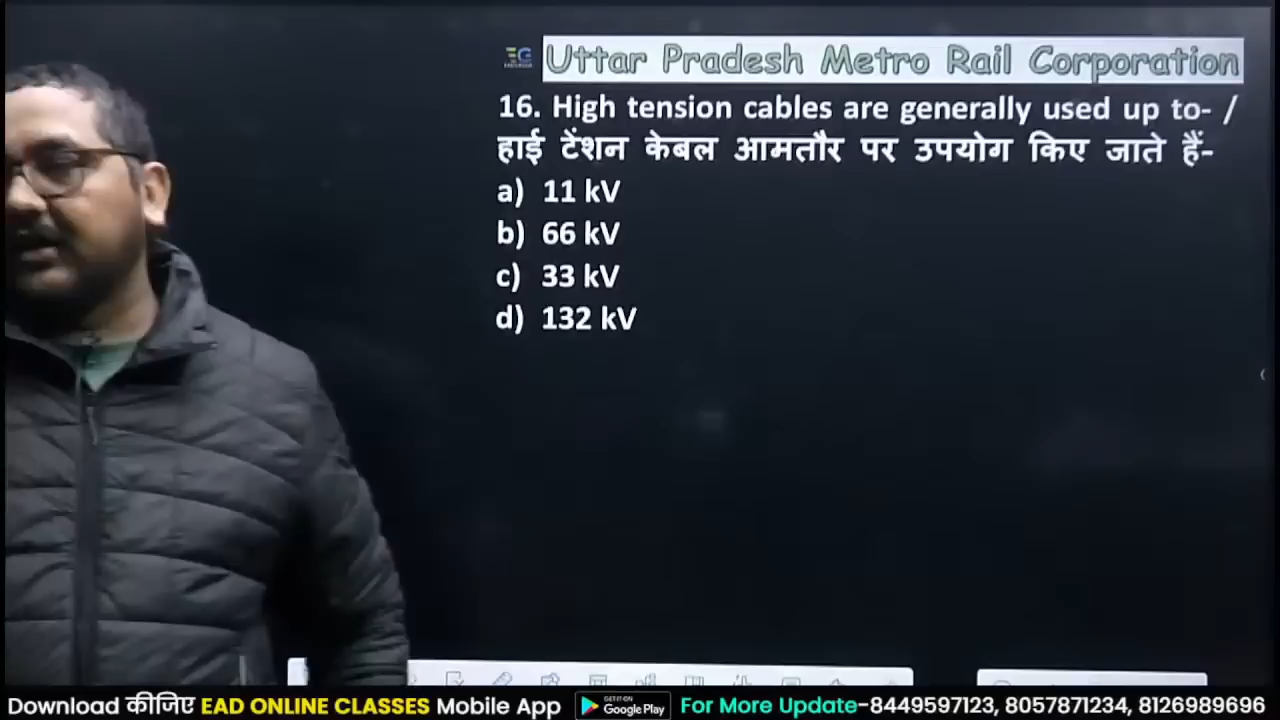 EG Uttar Pradesh Metro Rail Corporation
16. High tension cables are generally used up to- /
हाई टेंशन केबल आमतौर पर उपयोग किए जाते हैं-
a) 11 kV
b) 66 kV
c) 33 kV
d) 132 kV
Download कीजिए EAD ONLINE CLASSES Mobile App GET IT ON Google Play For More Update-8449597123, 8057871234, 8126989696